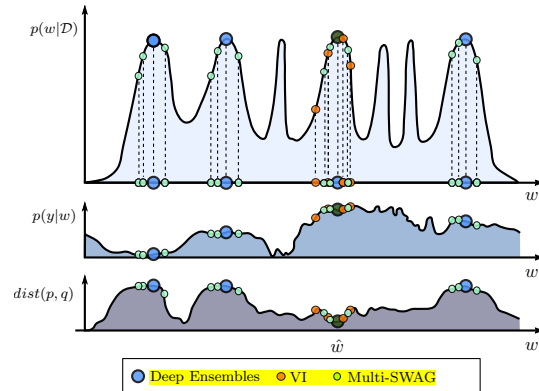 p(w|𝒟)
w
p(y|w)
w
dist(p, q)
ŵ
w
Deep Ensembles VI Multi-SWAG